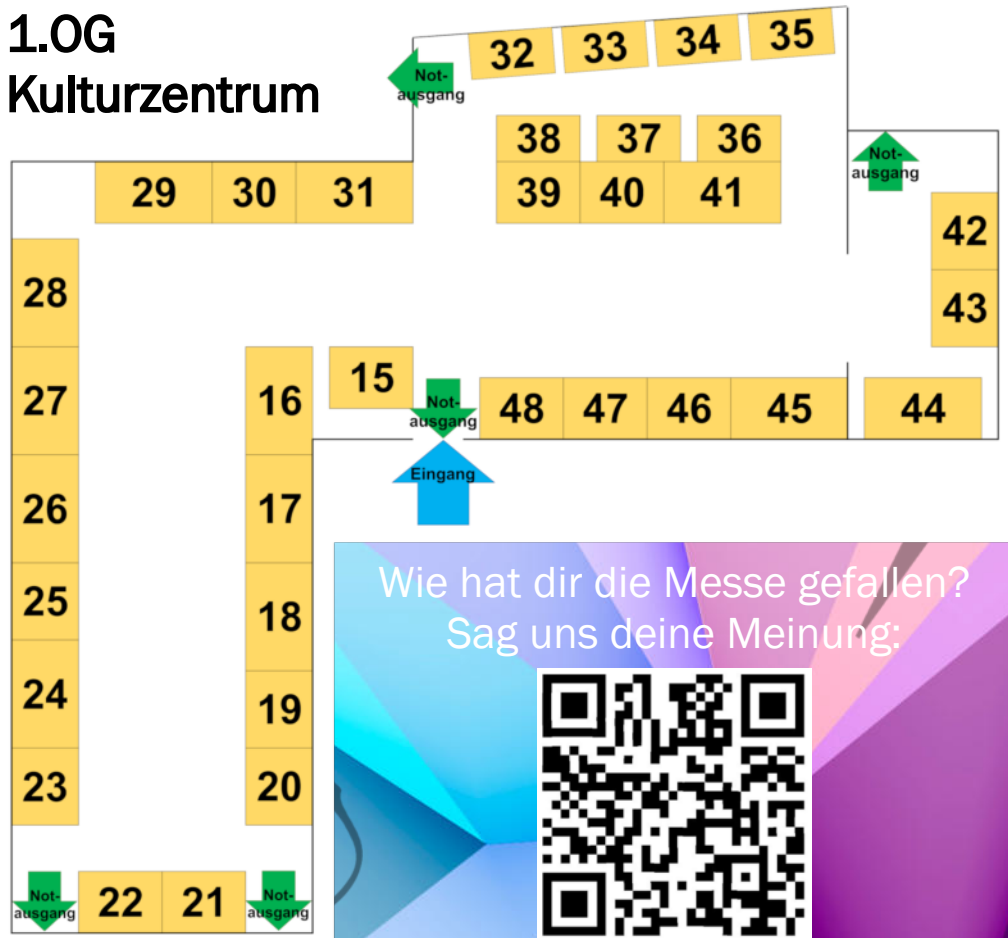 1.OG
Kulturzentrum
32 33 34 35
Not-
ausgang
38 37 36
Not-
ausgang
29 30 31 39 40 41
42
28
43
27
16
15
Not-
ausgang
48 47 46 45 44
Eingang
26
17
25
18
24
19
23
20
Not-
ausgang
22 21
Not-
ausgang
Wie hat dir die Messe gefallen?
Sag uns deine Meinung: